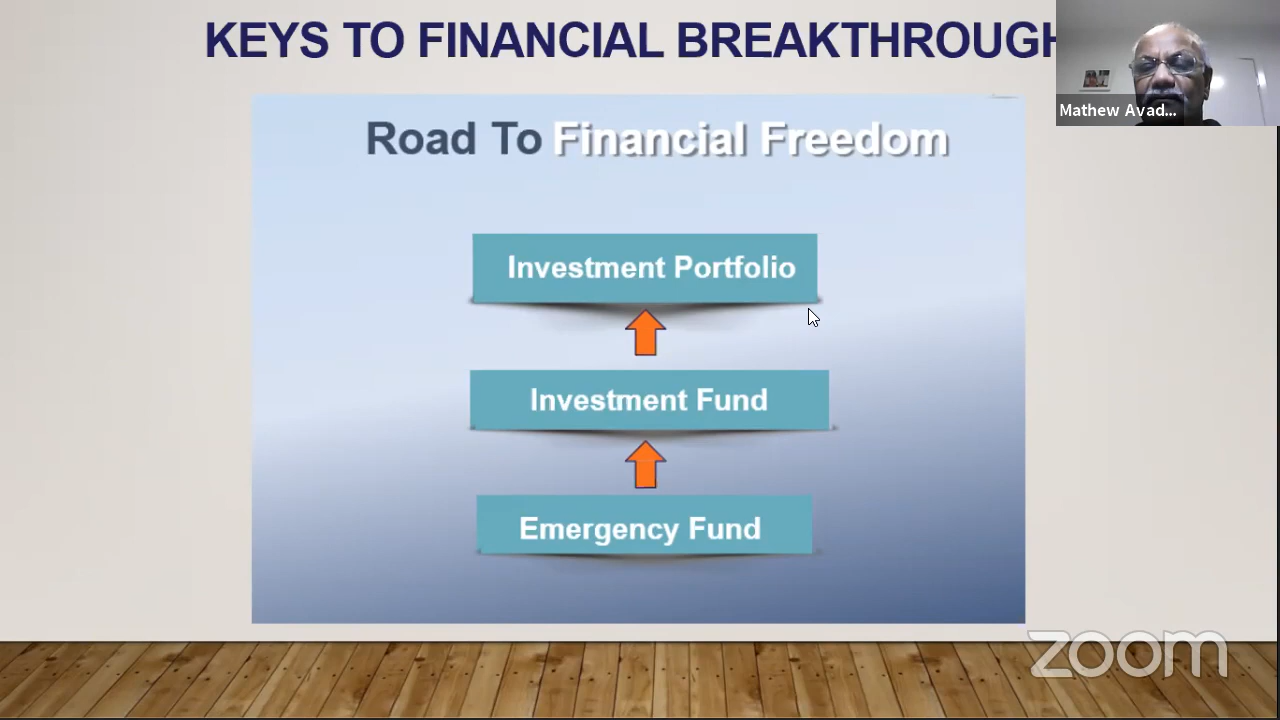 KEYS TO FINANCIAL BREAKTHROUGH
Mathew Avad...
Road To Financial Freedom
Investment Portfolio
Investment Fund
Emergency Fund
zoom